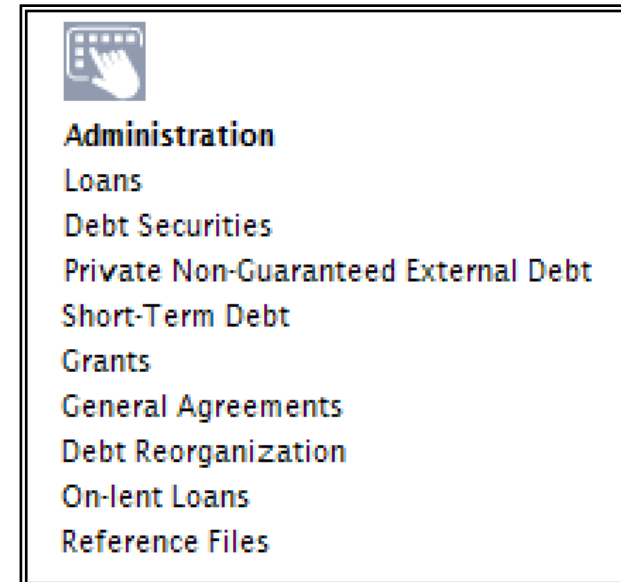 Administration
Loans
Debt Securities
Private Non-Guaranteed External Debt
Short-Term Debt
Grants
General Agreements
Debt Reorganization
On-lent Loans
Reference Files